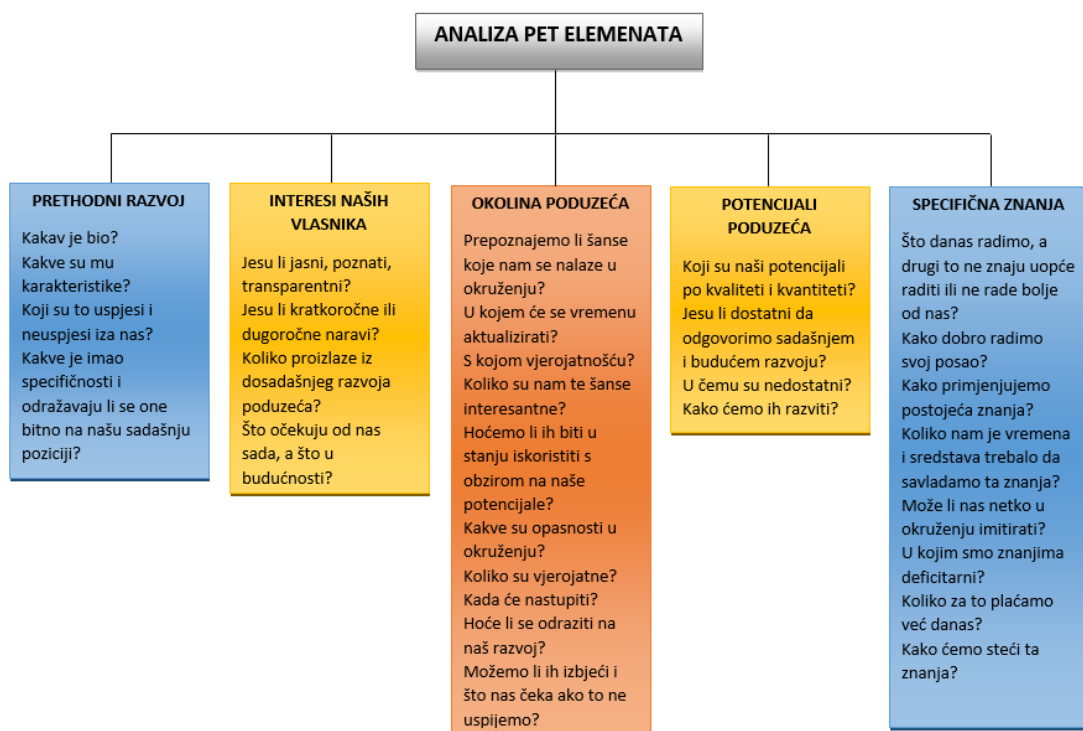 ANALIZA PET ELEMENATA
PRETHODNI RAZVOJ
Kakav je bio?
Kakve su mu
karakteristike?
Koji su to uspjesi i
neuspjesi iza nas?
Kakve je imao
specifičnosti i
odražavaju li se one
bitno na našu sadašnju
poziciji?
INTERESI NAŠIH
VLASNIKA
Jesu li jasni, poznati,
transparentni?
Jesu li kratkoročne ili
dugoročne naravi?
Koliko proizlaze iz
dosadašnjeg razvoja
poduzeća?
Što očekuju od nas
sada, a što u
budućnosti?
OKOLINA PODUZEĆA
Prepoznajemo li šanse
koje nam se nalaze u
okruženju?
U kojem će se vremenu
aktualizirati?
S kojom vjerojatnošću?
Koliko su nam te šanse
interesantne?
Hoćemo li ih biti u
stanju iskoristiti s
obzirom na naše
potencijale?
Kakve su opasnosti u
okruženju?
Koliko su vjerojatne?
Kada će nastupiti?
Hoće li se odraziti na
naš razvoj?
Možemo li ih izbjeći i
što nas čeka ako to ne
uspijemo?
POTENCIJALI
PODUZEĆA
Koji su naši potencijali
po kvaliteti i kvantiteti?
Jesu li dostatni da
odgovorimo sadašnjem
i budućem razvoju?
U čemu su nedostatni?
Kako ćemo ih razviti?
SPECIFIČNA ZNANJA
Što danas radimo, a
drugi to ne znaju uopće
raditi ili ne rade bolje
od nas?
Kako dobro radimo
svoj posao?
Kako primjenjujemo
postojeća znanja?
Koliko nam je vremena
i sredstava trebalo da
savladamo ta znanja?
Može li nas netko u
okruženju imitirati?
U kojim smo znanjima
deficitarni?
Koliko za to plaćamo
već danas?
Kako ćemo steći ta
znanja?